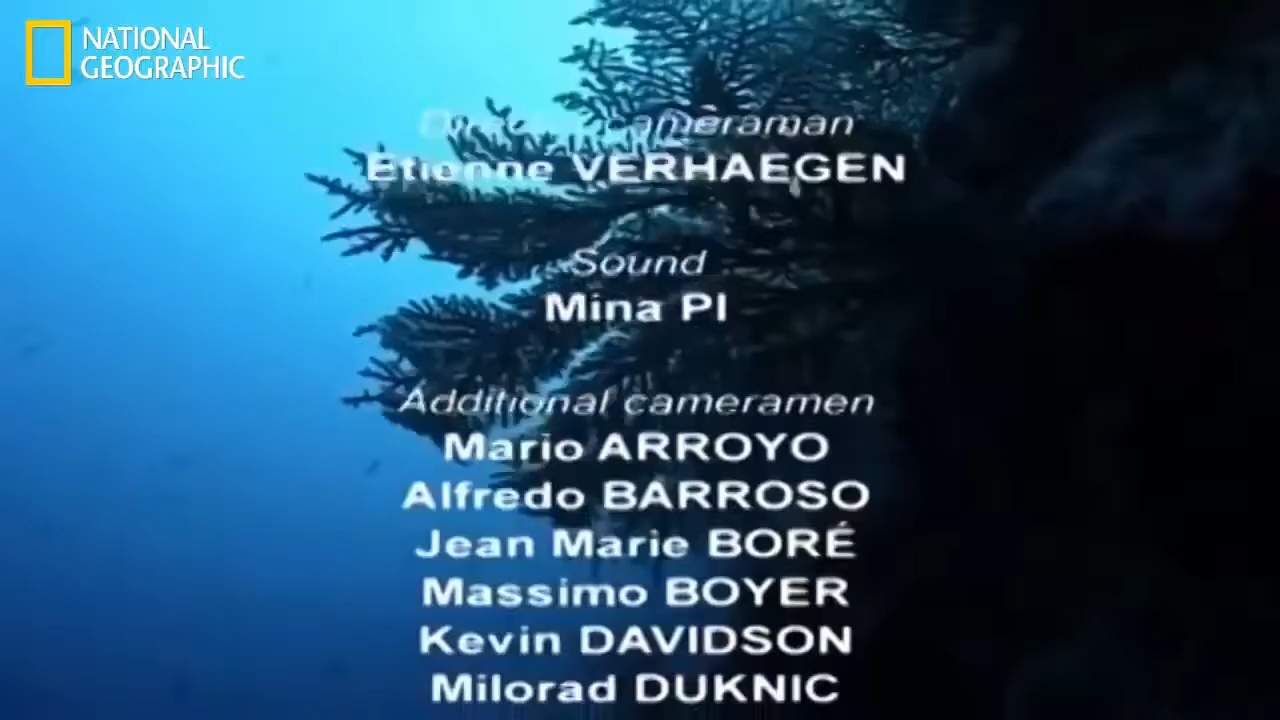 NATIONAL
GEOGRAPHIC
cameraman
Etienne VERHAEGEN
Sound
Mina PI
Additional cameramen
Mario ARROYO
Alfredo BARROSO
Jean Marie BORÉ
Massimo BOYER
Kevin DAVIDSON
Milorad DUKNIC